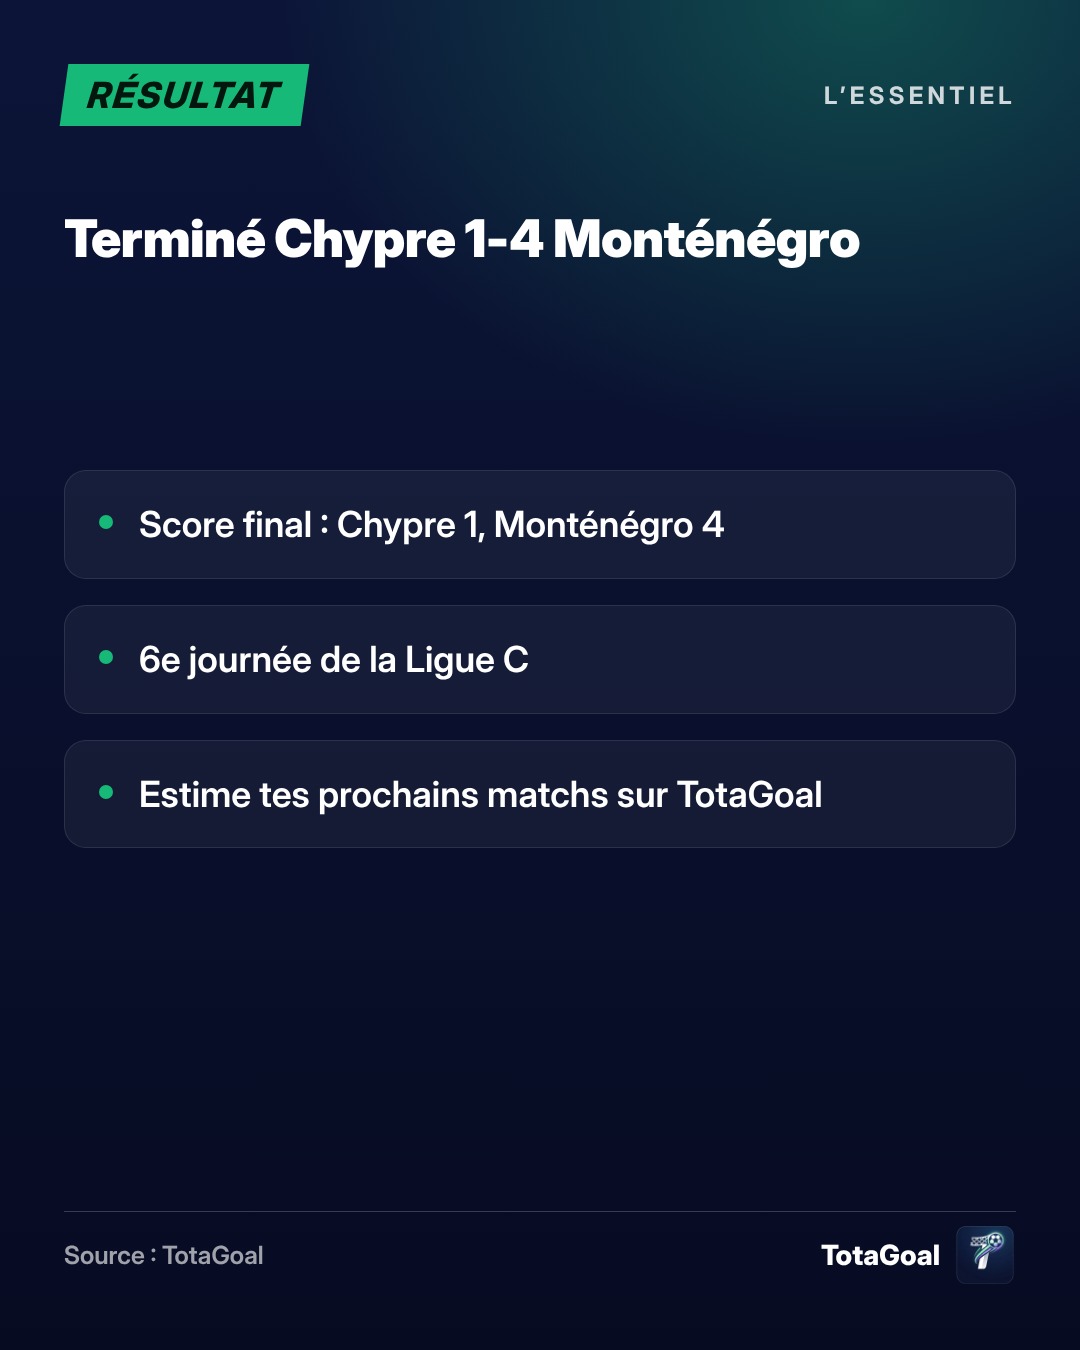 RÉSULTAT
L'ESSENTIEL
Terminé Chypre 1-4 Monténégro
Score final : Chypre 1, Monténégro 4
6e journée de la Ligue C
Estime tes prochains matchs sur TotaGoal
Source : TotaGoal
TotaGoal